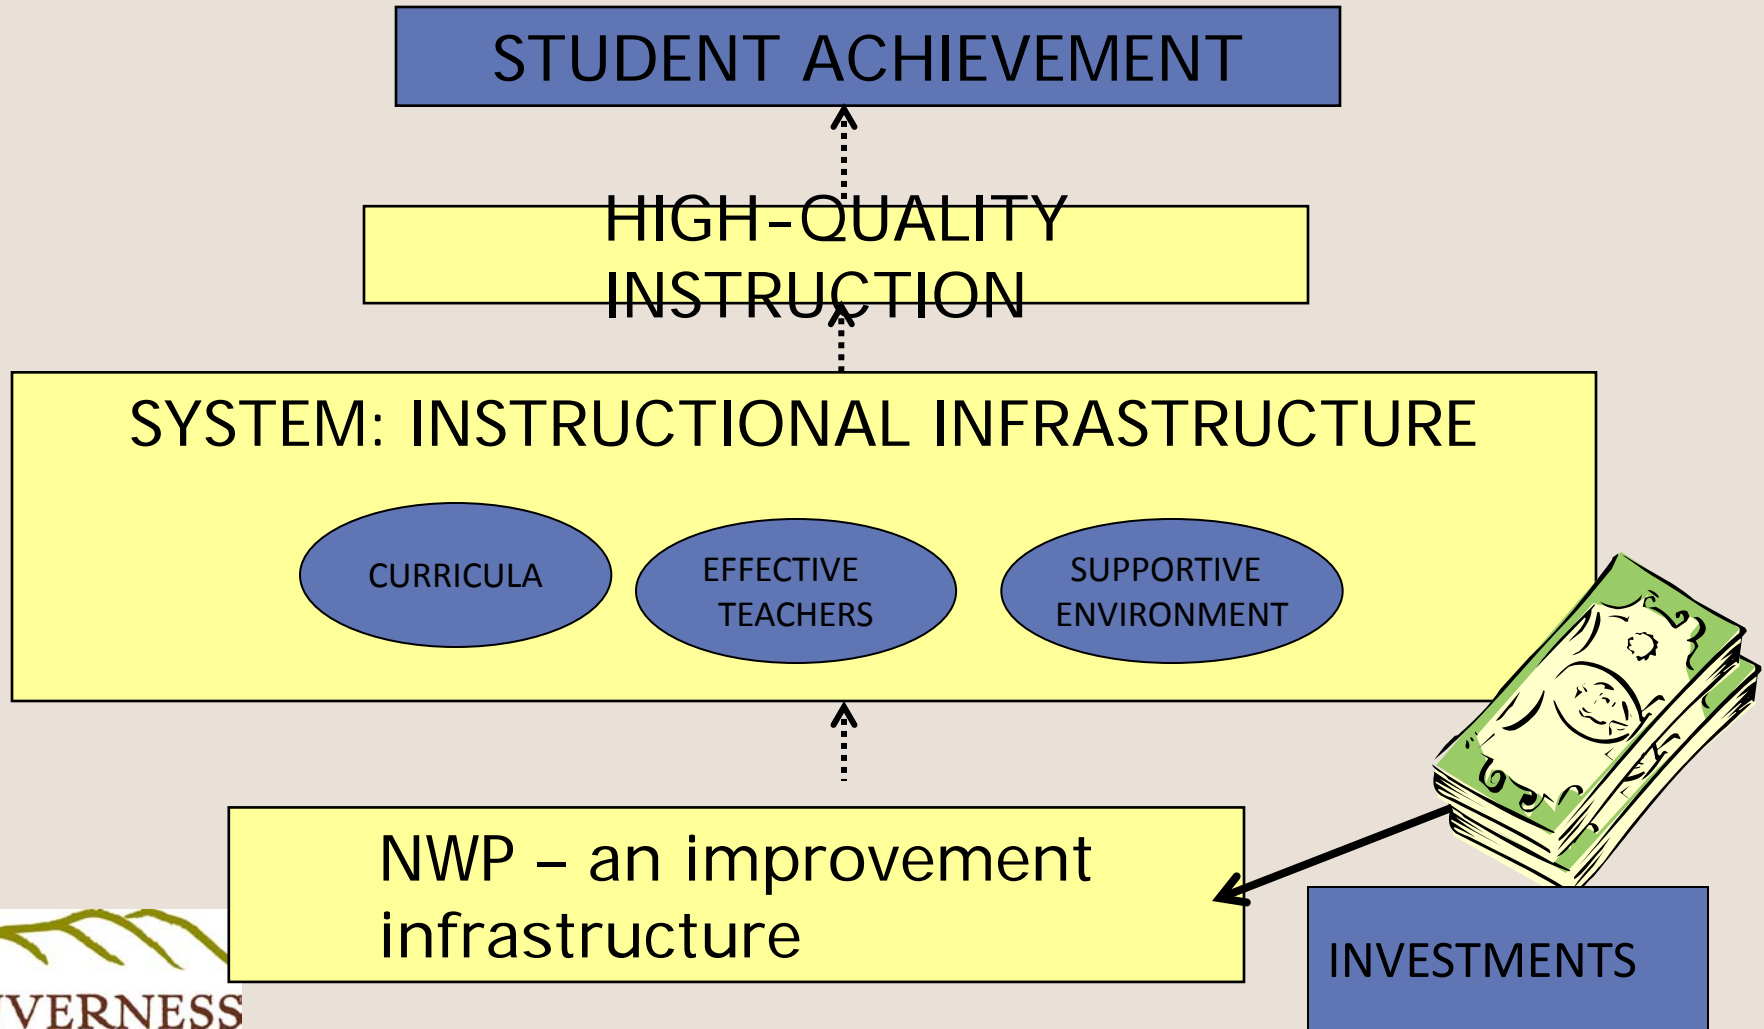 STUDENT ACHIEVEMENT
HIGH-QUALITY
INSTRUCTION
SYSTEM: INSTRUCTIONAL INFRASTRUCTURE
CURRICULA
EFFECTIVE
TEACHERS
SUPPORTIVE
ENVIRONMENT
NWP – an improvement
infrastructure
INVESTMENTS
VERNESS